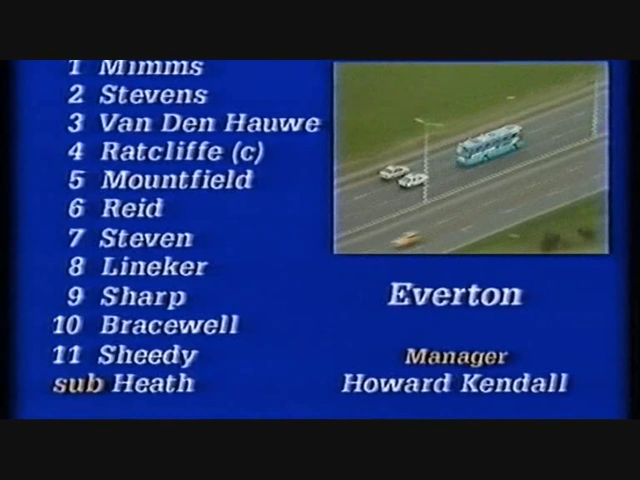 1 Mimms
2 Stevens
3 Van Den Hauwe
4 Ratcliffe (c)
5 Mountfield
6 Reid
7 Steven
8 Lineker
9 Sharp
10 Bracewell
11 Sheedy
sub Heath
Everton
Manager
Howard Kendall